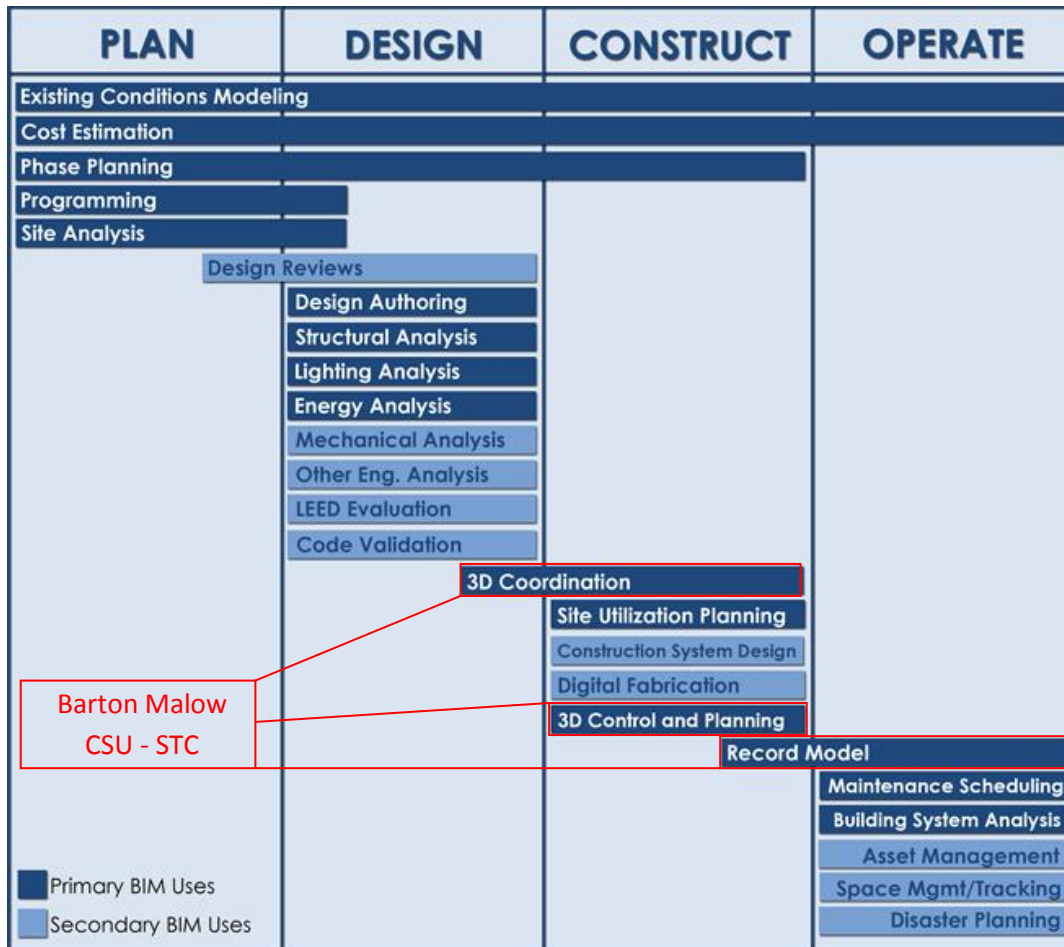 PLAN DESIGN CONSTRUCT OPERATE
Existing Conditions Modeling
Cost Estimation
Phase Planning
Programming
Site Analysis
Design Reviews
Design Authoring
Structural Analysis
Lighting Analysis
Energy Analysis
Mechanical Analysis
Other Eng. Analysis
LEED Evaluation
Code Validation
3D Coordination
Site Utilization Planning
Construction System Design
Digital Fabrication
Barton Malow
CSU - STC
3D Control and Planning
Record Model
Maintenance Scheduling
Building System Analysis
Asset Management
Space Mgmt/Tracking
Disaster Planning
Primary BIM Uses
Secondary BIM Uses